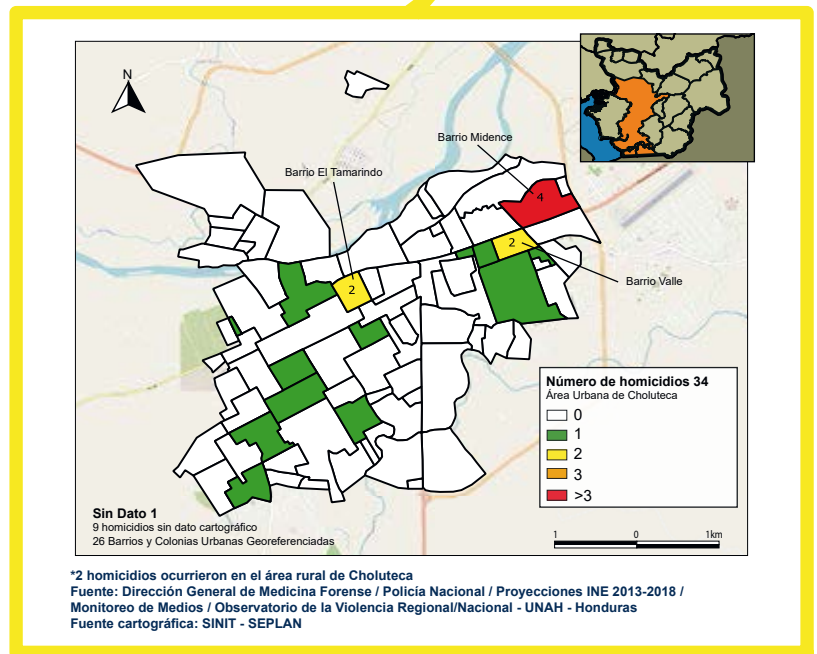 N
Barrio Midence
Barrio El Tamarindo
4
2
Barrio Valle
2
Número de homicidios 34
Área Urbana de Choluteca
0
1
2
3
>3
Sin Dato 1
9 homicidios sin dato cartográfico
26 Barrios y Colonias Urbanas Georeferenciadas
1 0 1km
*2 homicidios ocurrieron en el área rural de Choluteca
Fuente: Dirección General de Medicina Forense / Policía Nacional / Proyecciones INE 2013-2018 /
Monitoreo de Medios / Observatorio de la Violencia Regional/Nacional - UNAH - Honduras
Fuente cartográfica: SINIT - SEPLAN